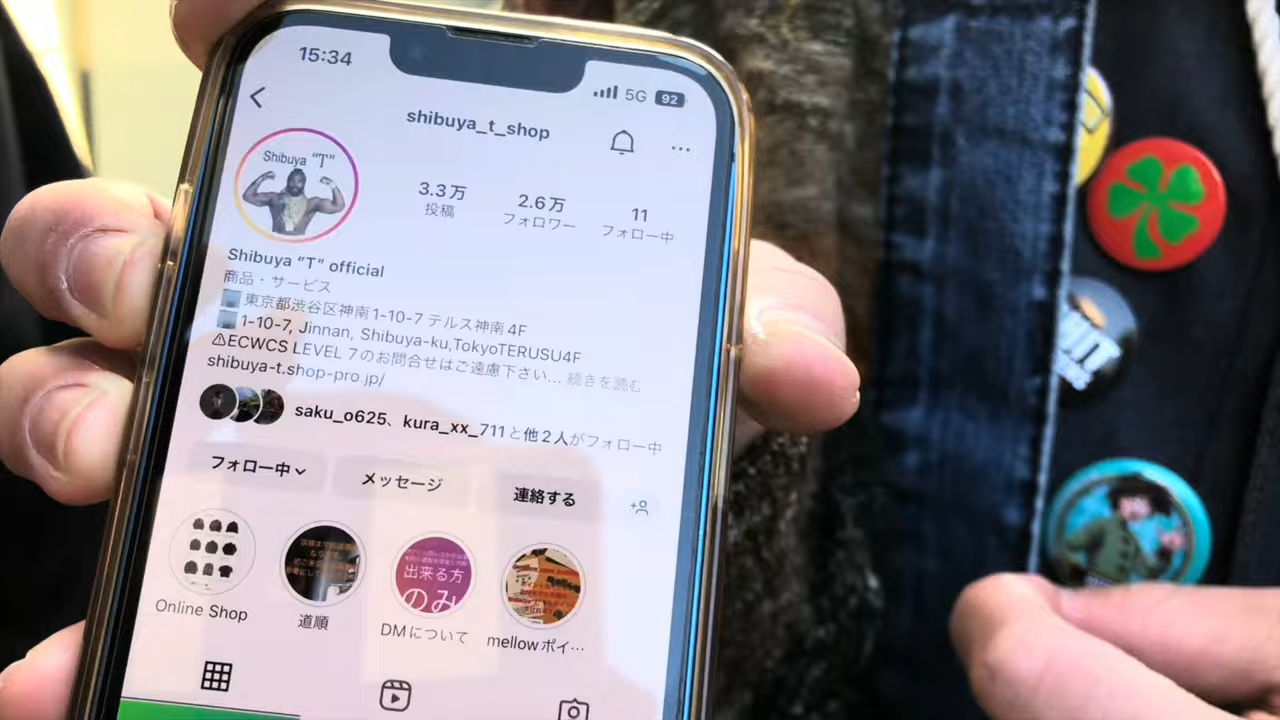 15:34
5G 92
shibuya_t_shop
Shibuya “T”
3.3万 2.6万 11
投稿 フォロワー フォロー中
Shibuya “T” official
商品・サービス
東京都渋谷区神南1-10-7 テルス神南4F
1-10-7, Jinnan, Shibuya-ku,TokyoTERUSU4F
⚠ECWCS LEVEL 7のお問合せはご遠慮下さい... 続きを読む
shibuya-t.shop-pro.jp/
saku_o625、kura_xx_711と他2人がフォロー中
フォロー中 メッセージ 連絡する
出来る方
のみ
Online Shop 道順 DMについて mellowポイ…